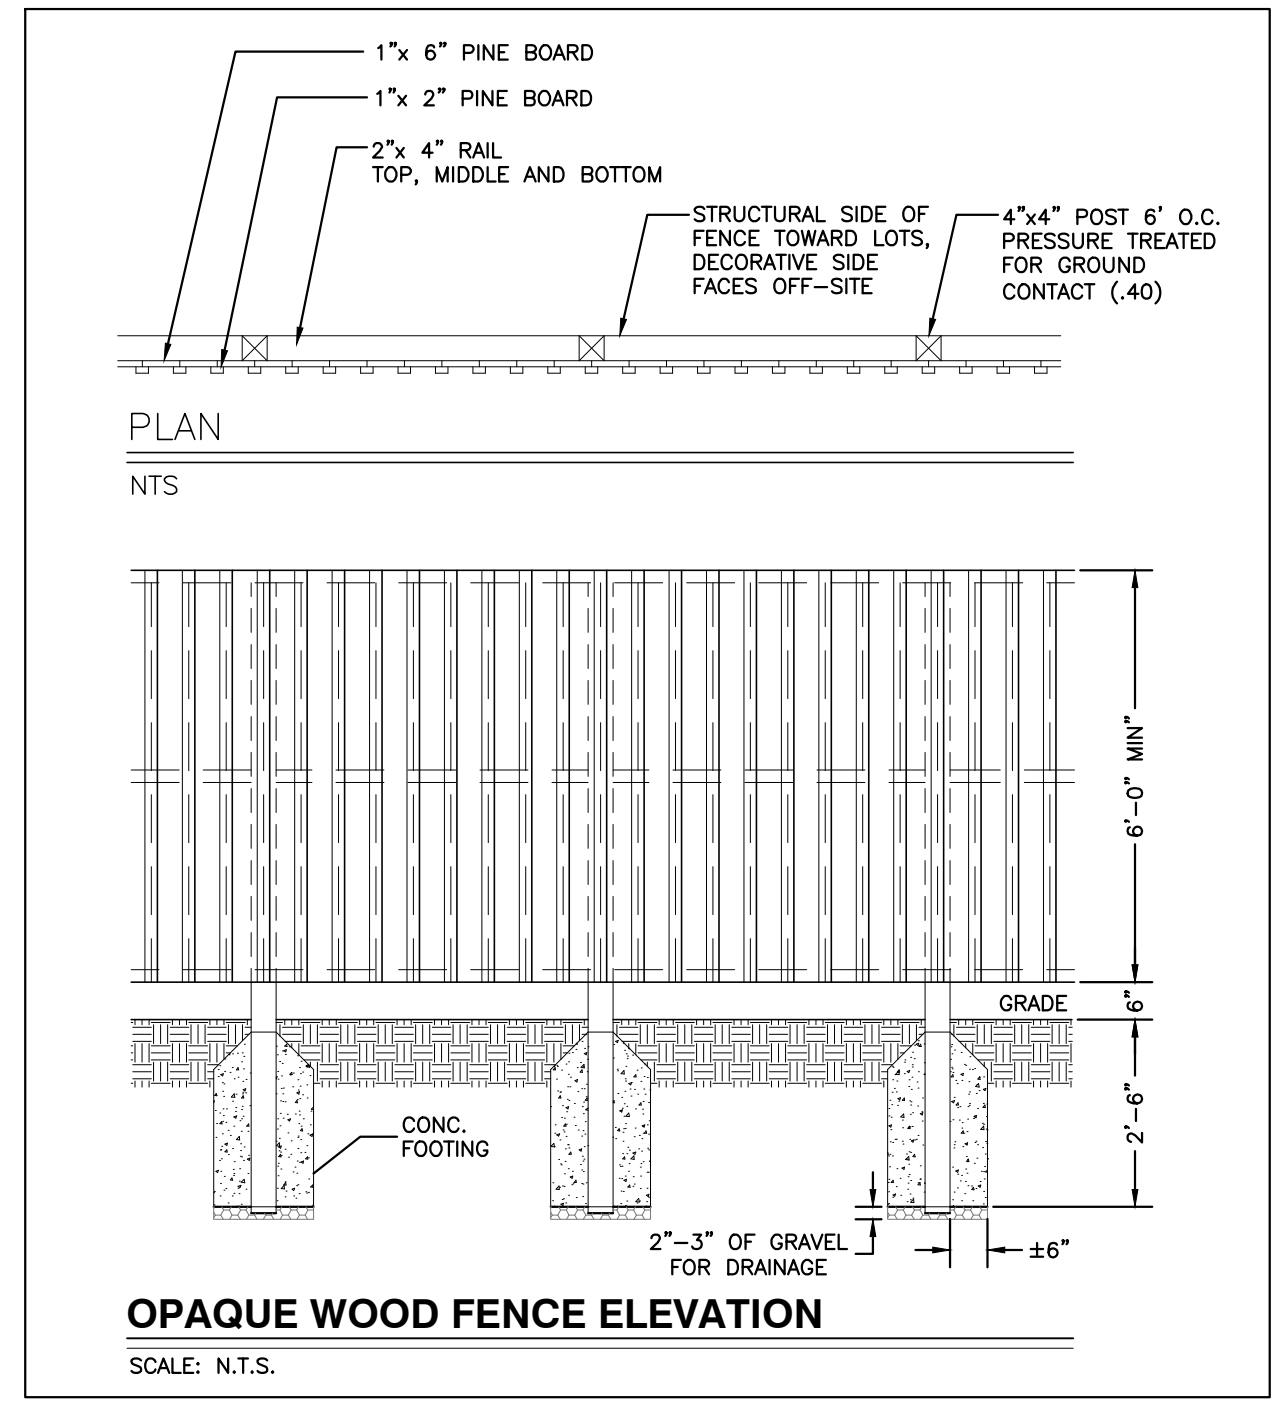 1”x 6” PINE BOARD
1”x 2” PINE BOARD
2”x 4” RAIL
TOP, MIDDLE AND BOTTOM
STRUCTURAL SIDE OF
FENCE TOWARD LOTS,
DECORATIVE SIDE
FACES OFF–SITE
4”x4” POST 6’ O.C.
PRESSURE TREATED
FOR GROUND
CONTACT (.40)
PLAN
NTS
6’–0” MIN”
GRADE
6”
2’–6”
CONC.
FOOTING
2”–3” OF GRAVEL
FOR DRAINAGE
±6”
OPAQUE WOOD FENCE ELEVATION
SCALE: N.T.S.